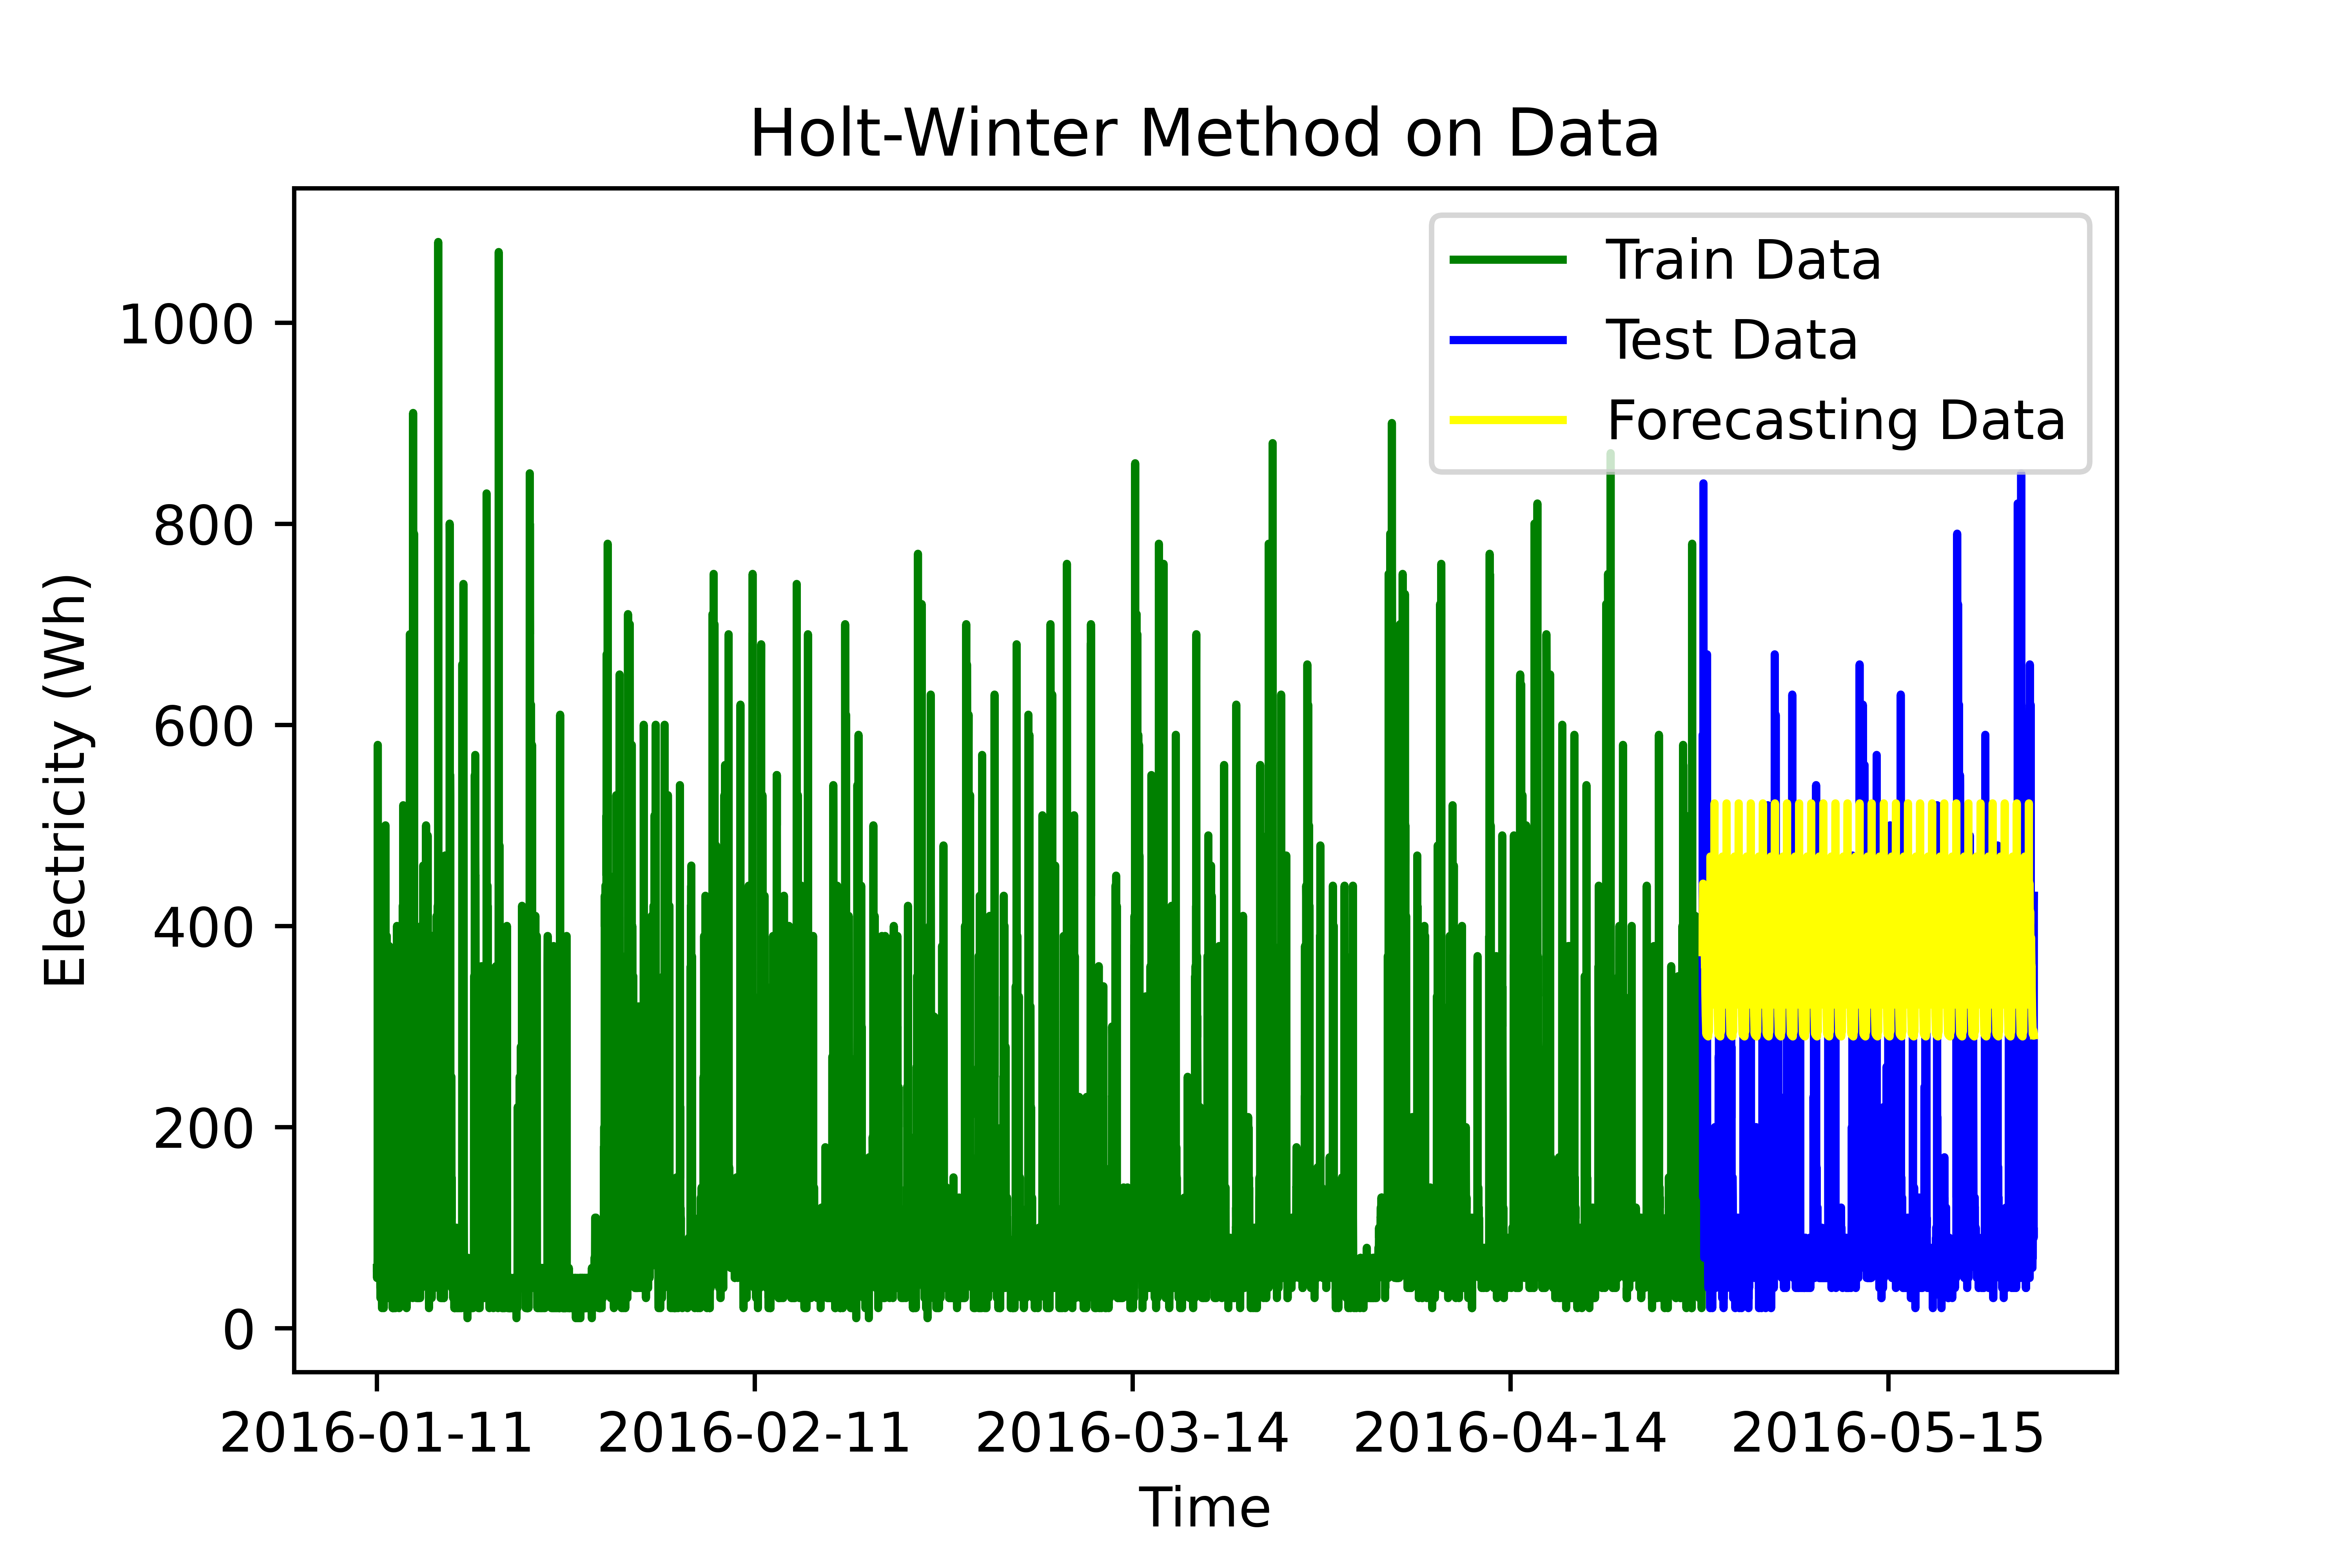 Holt-Winter Method on Data
Train Data
Test Data
Forecasting Data
Electricity (Wh)
1000
800
600
400
200
0
2016-01-11 2016-02-11 2016-03-14 2016-04-14 2016-05-15
Time